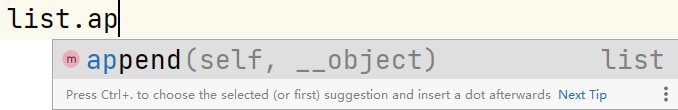 list.ap
m append(self, __object) list
Press Ctrl+. to choose the selected (or first) suggestion and insert a dot afterwards Next Tip